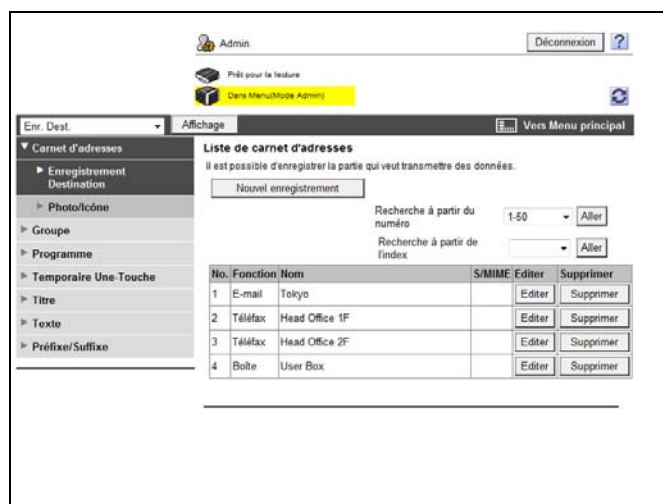 Admin.
Déconnexion ?
Prêt pour la lecture
Dans Menu(Mode Admin)
Enr. Dest. Affichage Vers Menu principal
Carnet d'adresses
Enregistrement
Destination
Photo/Icône
Groupe
Programme
Temporaire Une-Touche
Titre
Texte
Préfixe/Suffixe
Liste de carnet d'adresses
Il est possible d'enregistrer la partie qui veut transmettre des données.
Nouvel enregistrement
Recherche à partir du
numéro
1-50 Aller
Recherche à partir de
l'index
Aller
No. Fonction Nom S/MIME Editer Supprimer
1 E-mail Tokyo Editer Supprimer
2 Téléfax Head Office 1F Editer Supprimer
3 Téléfax Head Office 2F Editer Supprimer
4 Boîte User Box Editer Supprimer